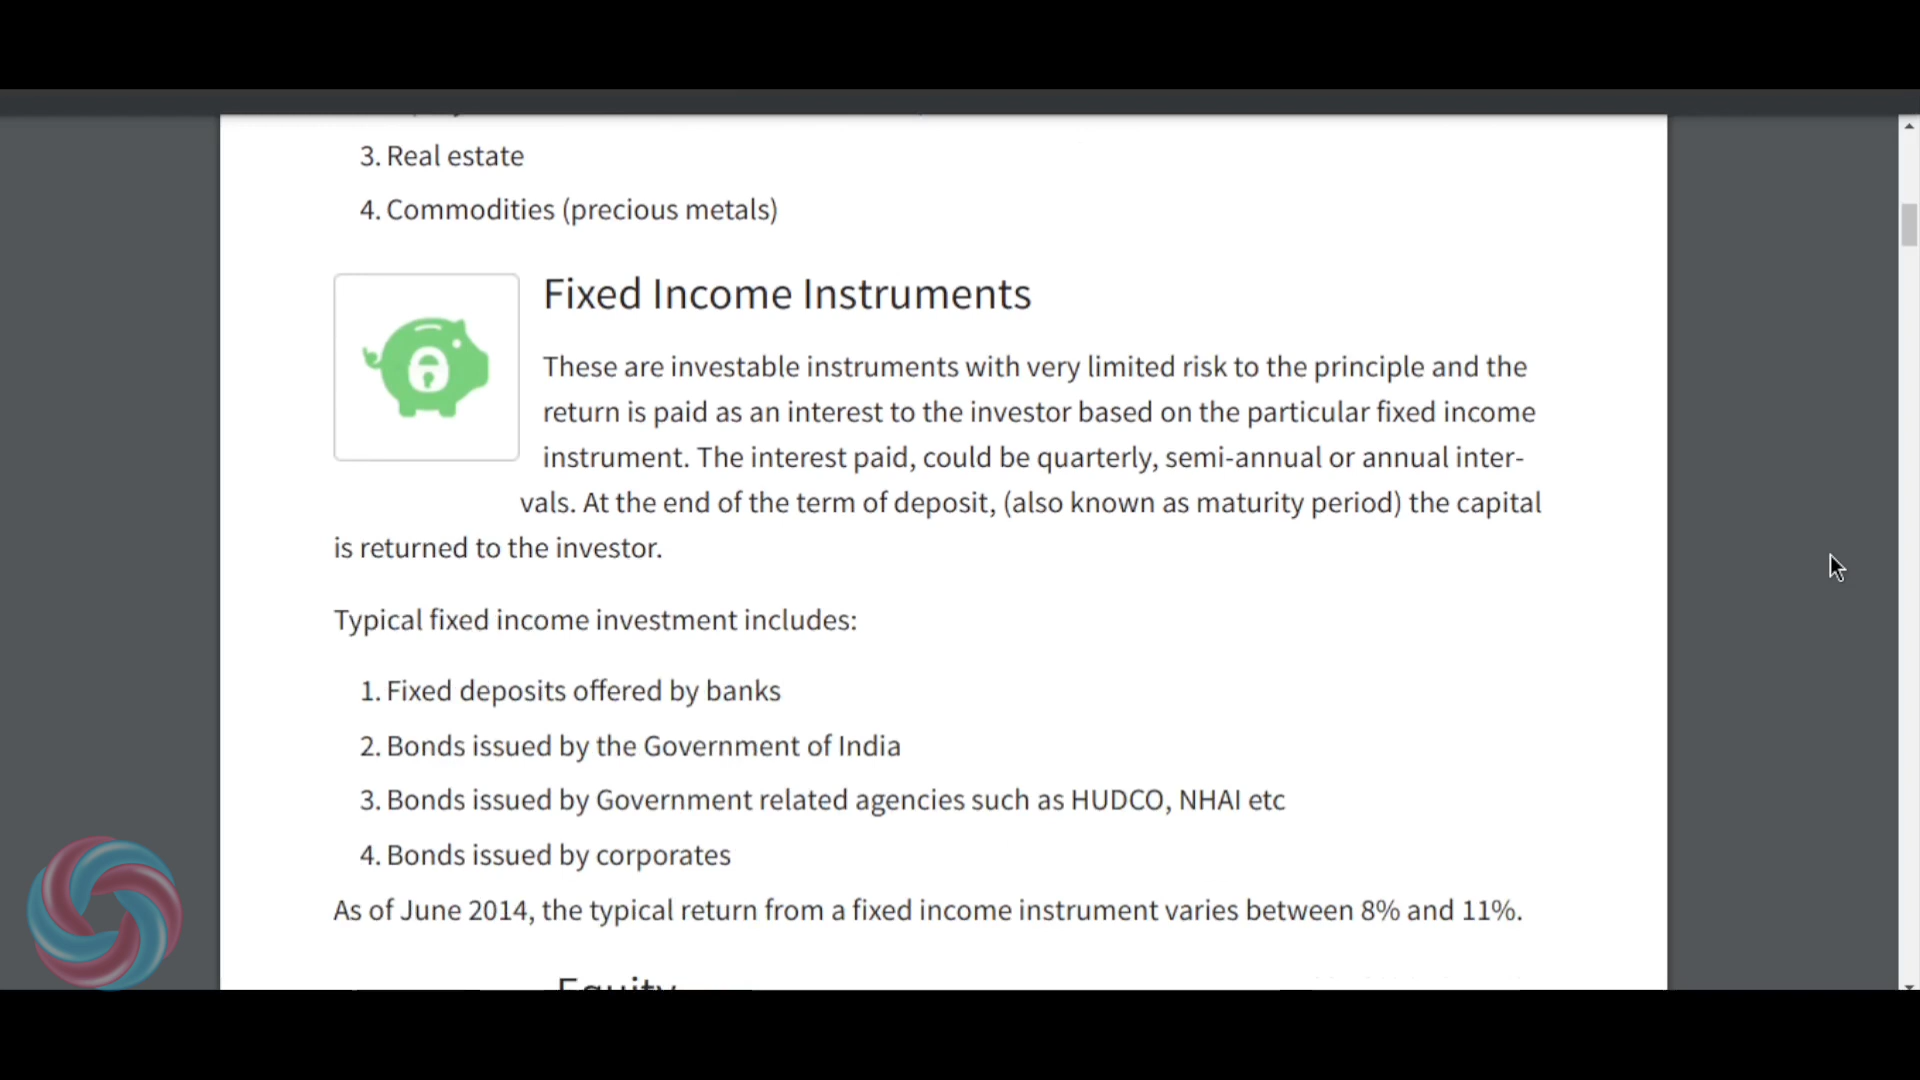 3. Real estate
4. Commodities (precious metals)
Fixed Income Instruments
These are investable instruments with very limited risk to the principle and the
return is paid as an interest to the investor based on the particular fixed income
instrument. The interest paid, could be quarterly, semi-annual or annual inter-
vals. At the end of the term of deposit, (also known as maturity period) the capital
is returned to the investor.
Typical fixed income investment includes:
1. Fixed deposits offered by banks
2. Bonds issued by the Government of India
3. Bonds issued by Government related agencies such as HUDCO, NHAI etc
4. Bonds issued by corporates
As of June 2014, the typical return from a fixed income instrument varies between 8% and 11%.
Equity